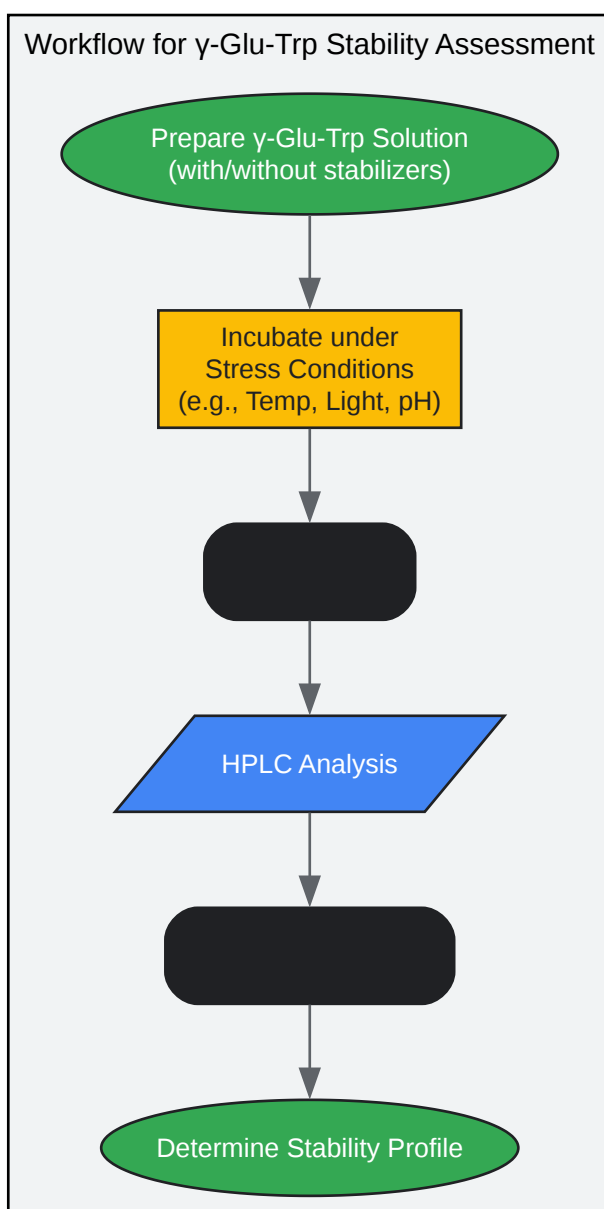 Workflow for γ-Glu-Trp Stability Assessment
Prepare γ-Glu-Trp Solution
(with/without stabilizers)
Incubate under
Stress Conditions
(e.g., Temp, Light, pH)
HPLC Analysis
Determine Stability Profile